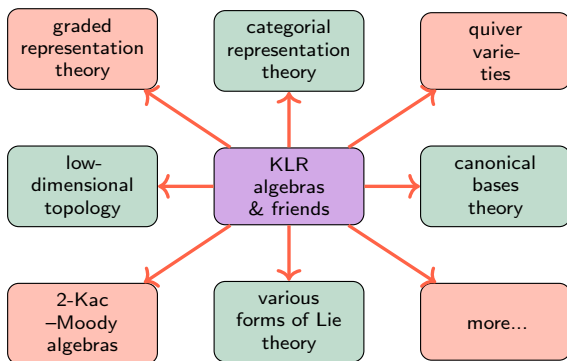 graded
representation
theory
categorial
representation
theory
quiver
varie-
ties
low-
dimensional
topology
KLR
algebras
& friends
canonical
bases
theory
2-Kac
–Moody
algebras
various
forms of Lie
theory
more...